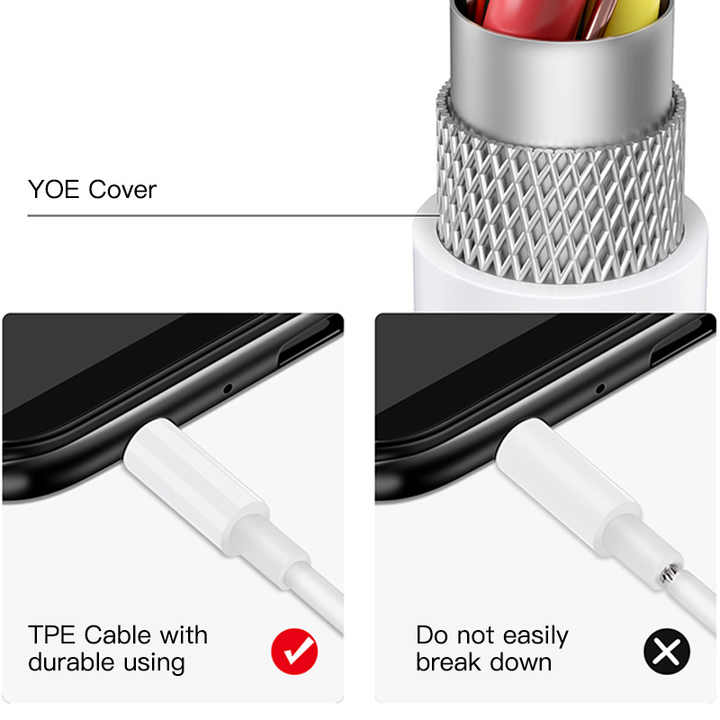 YOE Cover
TPE Cable with
durable using
Do not easily
break down